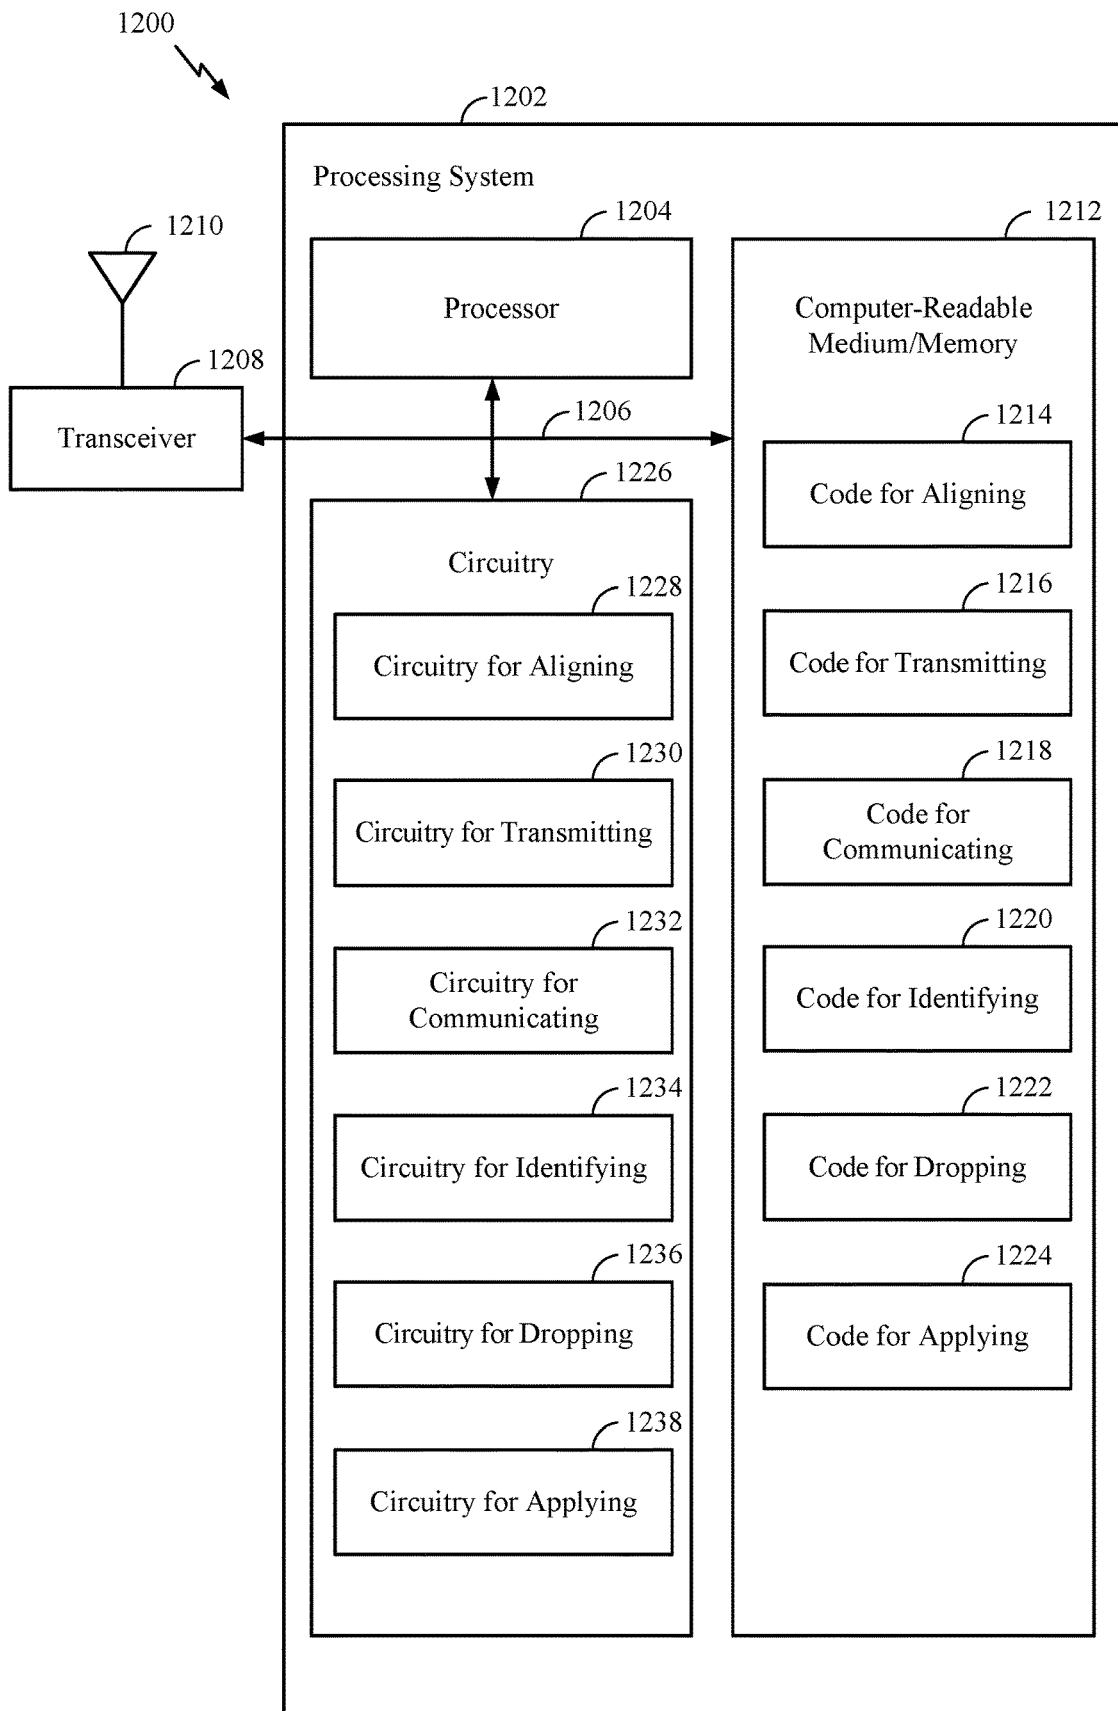 1200
1202
Processing System
1204
1212
1210
Processor
Computer-Readable
Medium/Memory
1208
Transceiver
1206
1214
Code for Aligning
1226
Circuitry
1228
Circuitry for Aligning
1216
Code for Transmitting
1230
Circuitry for Transmitting
1218
Code for
Communicating
1232
Circuitry for
Communicating
1220
Code for Identifying
1234
Circuitry for Identifying
1222
Code for Dropping
1236
Circuitry for Dropping
1224
Code for Applying
1238
Circuitry for Applying